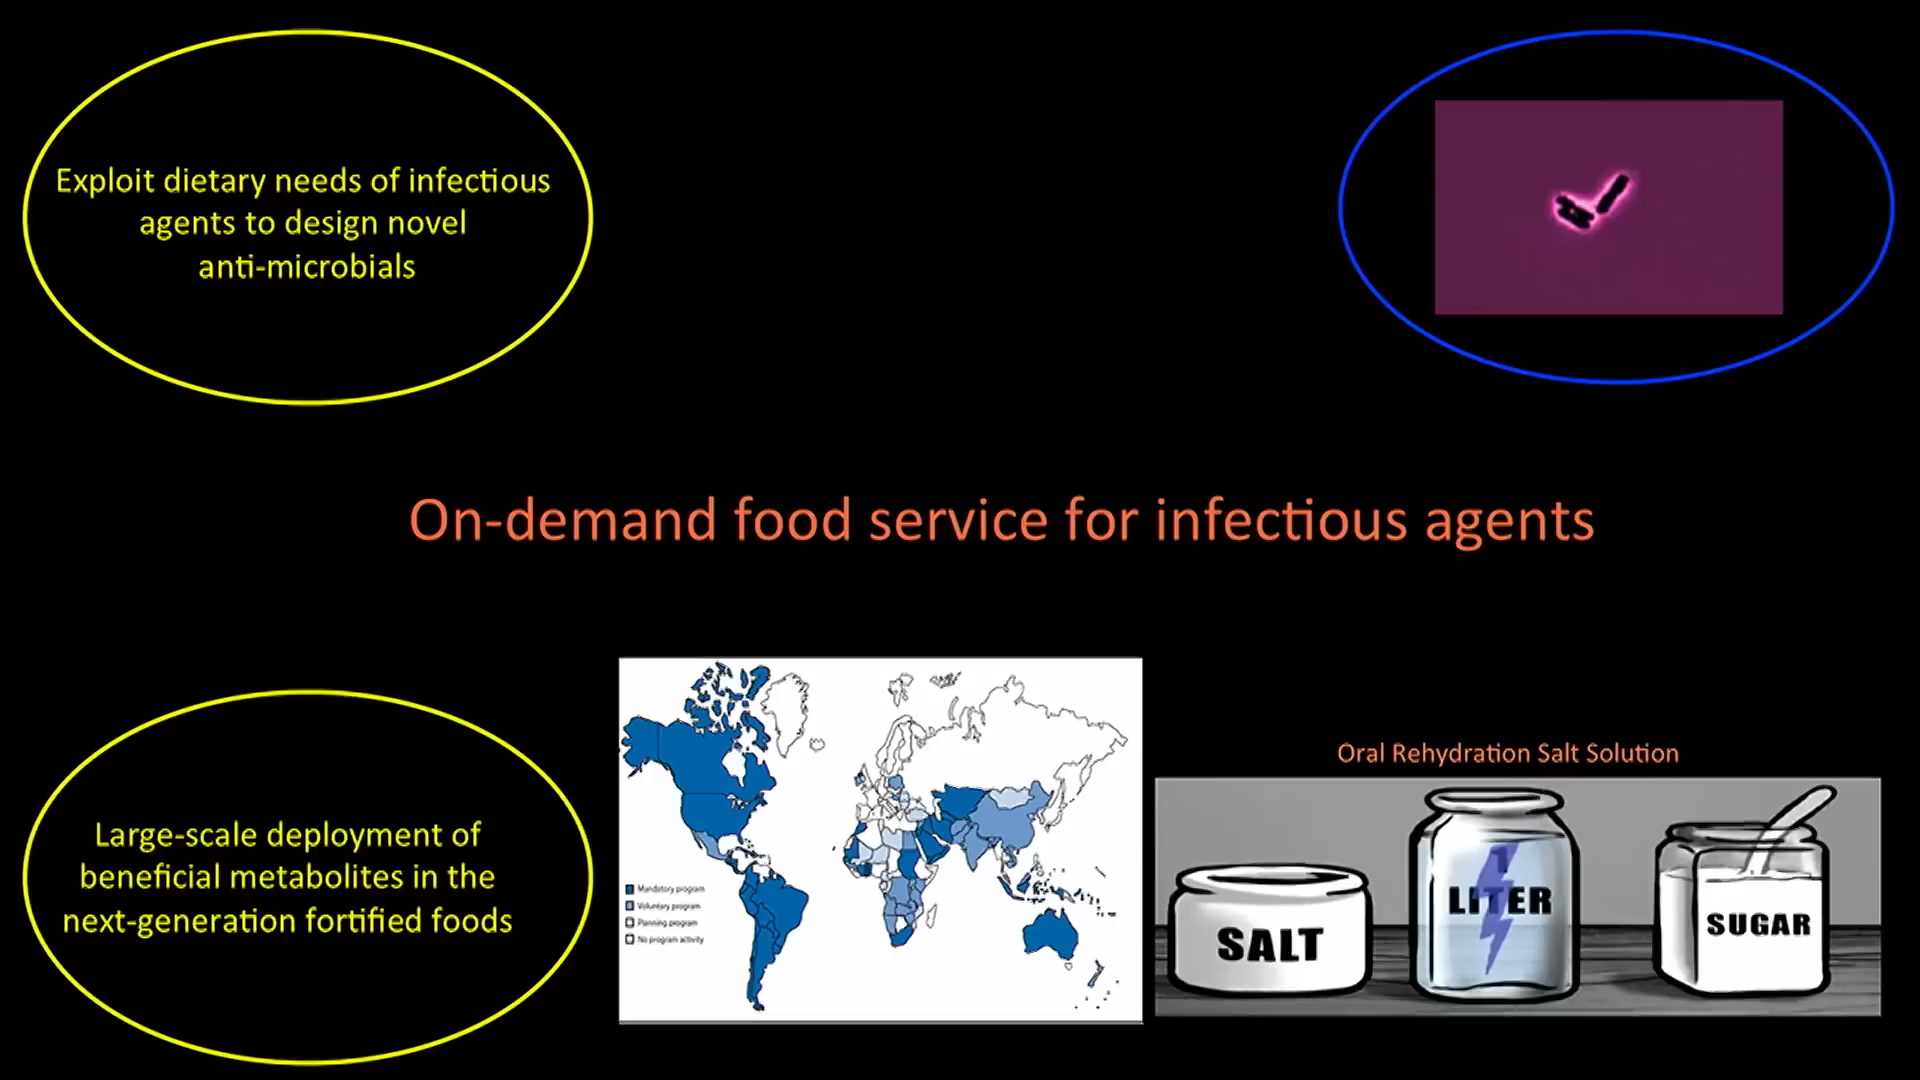 Exploit dietary needs of infectious
agents to design novel
anti-microbials
On-demand food service for infectious agents
Large-scale deployment of
beneficial metabolites in the
next-generation fortified foods
Mandatory program
Voluntary program
Planning program
No program activity
Oral Rehydration Salt Solution
SALT
1
LITER
SUGAR